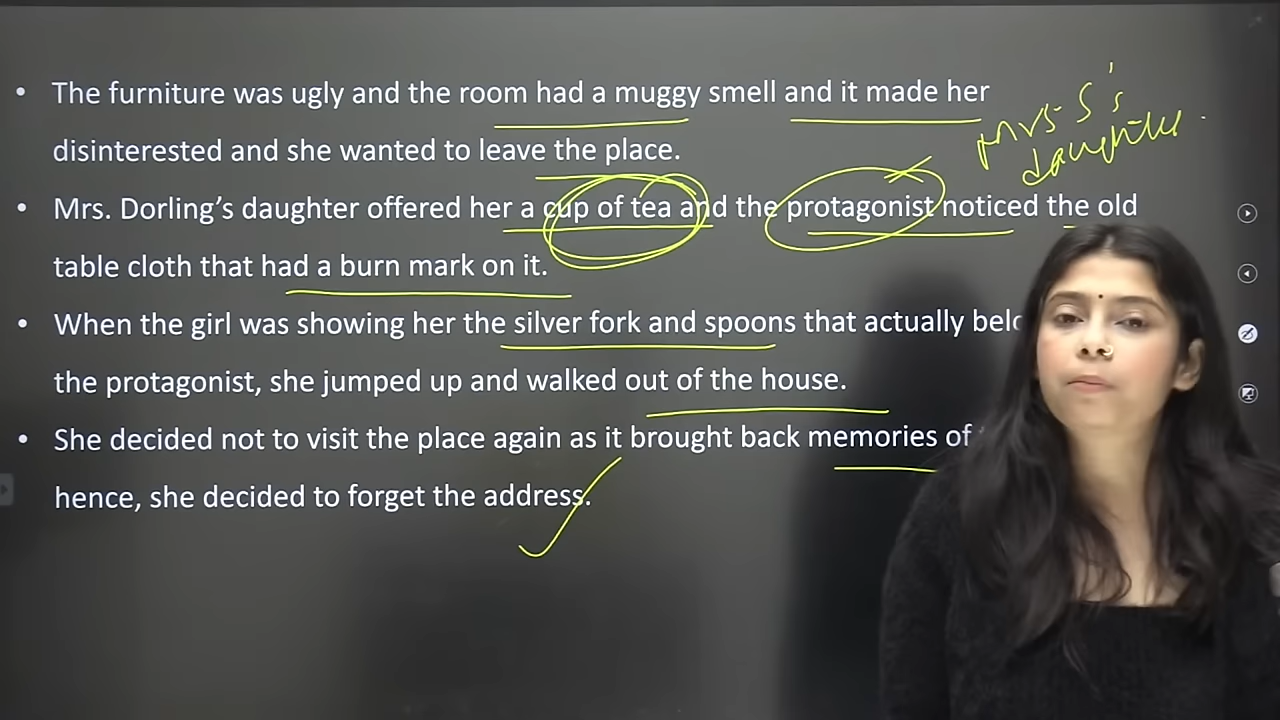 • The furniture was ugly and the room had a muggy smell and it made her
disinterested and she wanted to leave the place.
Mrs. S's
daughter.
• Mrs. Dorling's daughter offered her a cup of tea and the protagonist noticed the old
table cloth that had a burn mark on it.
• When the girl was showing her the silver fork and spoons that actually
the protagonist, she jumped up and walked out of the house.
• She decided not to visit the place again as it brought back memories of
hence, she decided to forget the address.